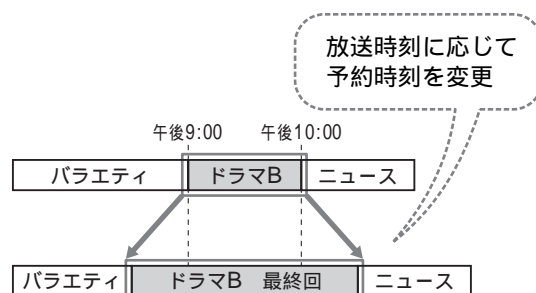 放送時刻に応じて
予約時刻を変更
午後9:00 午後10:00
バラエティ ドラマB ニュース
バラエティ ドラマB 最終回 ニュース